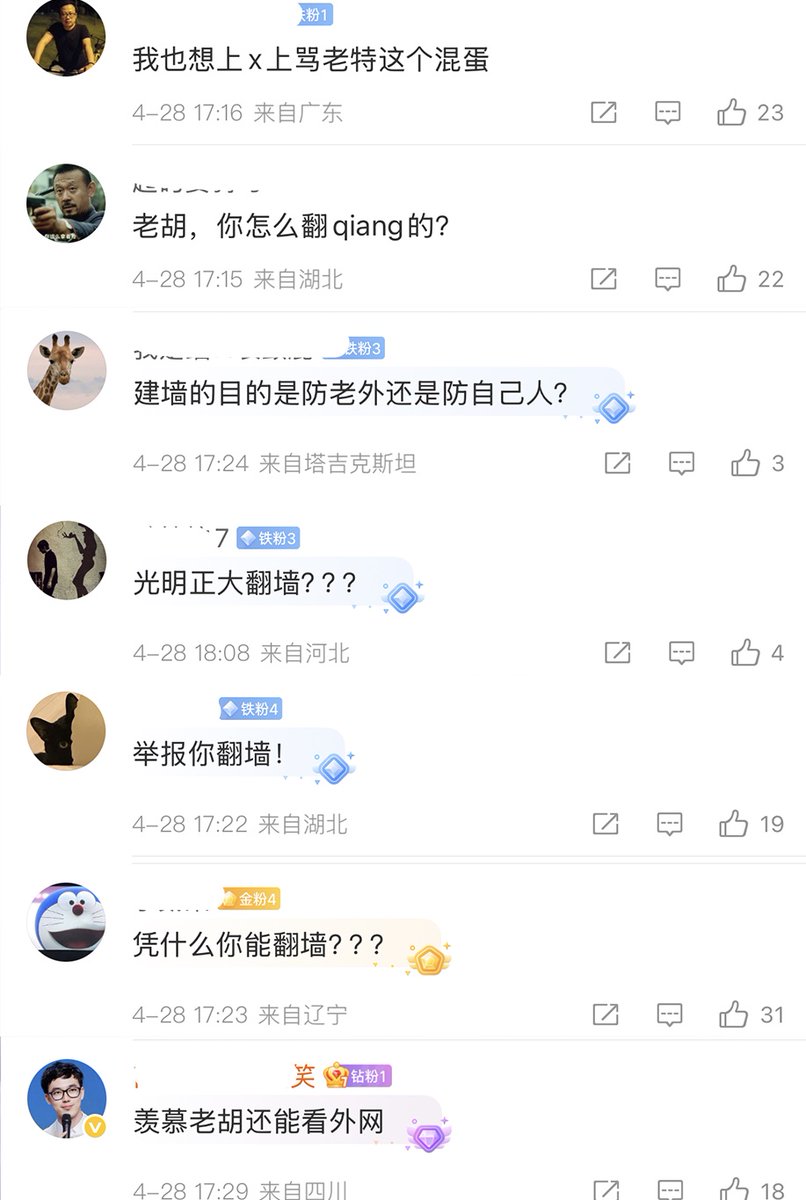 铁粉1
我也想上x上骂老特这个混蛋
4-28 17:16 来自广东
23
老胡，你怎么翻qiang的?
4-28 17:15 来自湖北
22
铁粉3
建墙的目的是防老外还是防自己人?
4-28 17:24 来自塔吉克斯坦
3
7 铁粉3
光明正大翻墙???
4-28 18:08 来自河北
4
铁粉4
举报你翻墙!
4-28 17:22 来自湖北
19
金粉4
凭什么你能翻墙???
4-28 17:23 来自辽宁
31
笑 钻粉1
羡慕老胡还能看外网
4-28 17:29 来自四川
18